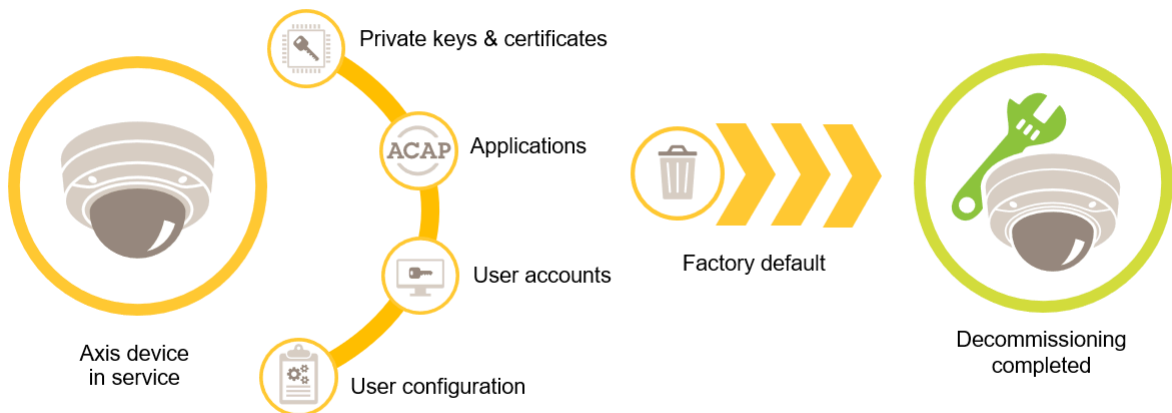 Private keys & certificates
ACAP
Applications
User accounts
User configuration
Axis device
in service
Factory default
Decommissioning
completed